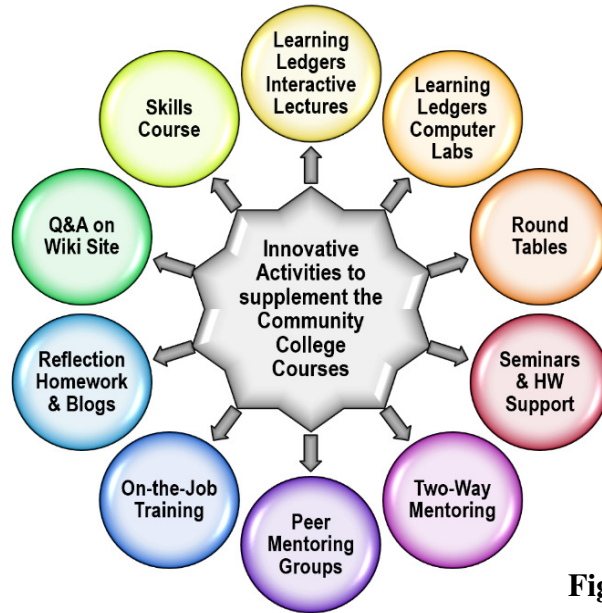 Learning
Ledgers
Interactive
Lectures
Learning
Ledgers
Computer
Labs
Round
Tables
Seminars
& HW
Support
Two-Way
Mentoring
Peer
Mentoring
Groups
On-the-Job
Training
Reflection
Homework
& Blogs
Q&A on
Wiki Site
Skills
Course
Innovative
Activities to
supplement the
Community
College
Courses
Fig